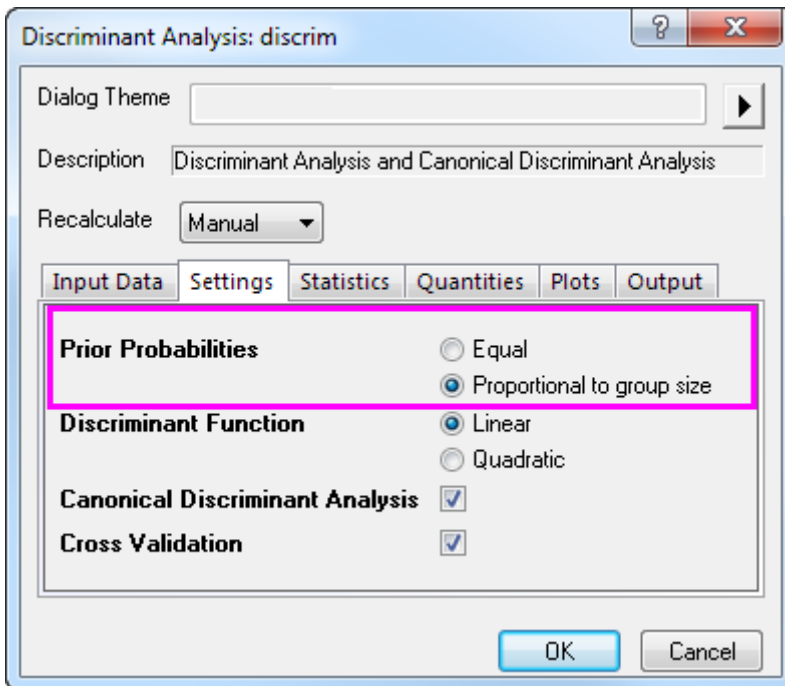 Discriminant Analysis: discrim
Dialog Theme
Description Discriminant Analysis and Canonical Discriminant Analysis
Recalculate Manual
Input Data Settings Statistics Quantities Plots Output
Prior Probabilities Equal
Proportional to group size
Discriminant Function Linear
Quadratic
Canonical Discriminant Analysis
Cross Validation
OK Cancel